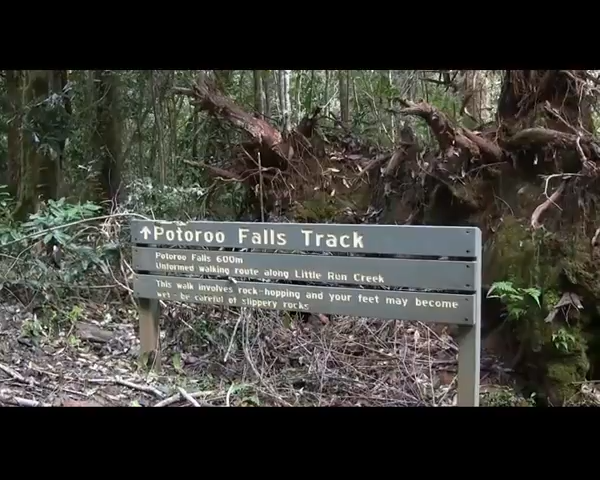 ↑Potoroo Falls Track
Potoroo Falls 600m
Unformed walking route along Little Run Creek
This walk involves rock-hopping and your feet may become
wet. Be careful of slippery rocks.